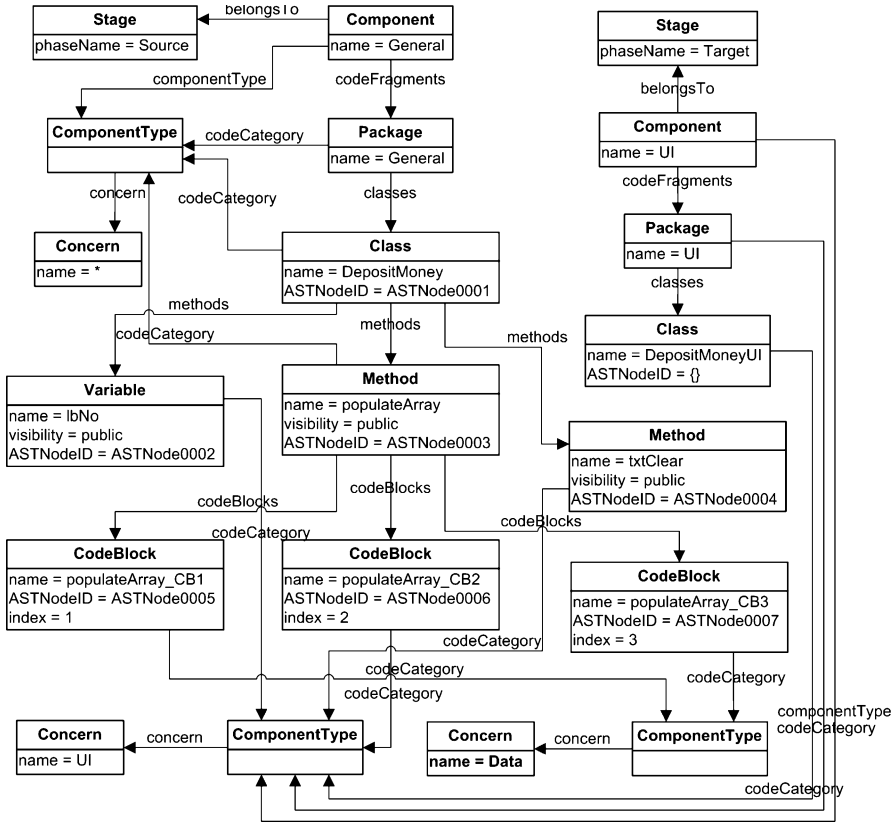 belongsTo
Stage
phaseName = Source
Component
name = General
Stage
phaseName = Target
componentType
codeFragments
belongsTo
ComponentType
codeCategory
Package
name = General
Component
name = UI
concern
codeCategory
classes
codeFragments
Concern
name = *
Class
name = DepositMoney
ASTNodeID = ASTNode0001
Package
name = UI
classes
methods
codeCategory
methods
methods
Class
name = DepositMoneyUI
ASTNodeID = {}
Variable
name = lbNo
visibility = public
ASTNodeID = ASTNode0002
Method
name = populateArray
visibility = public
ASTNodeID = ASTNode0003
Method
name = txtClear
visibility = public
ASTNodeID = ASTNode0004
codeBlocks
codeCategory
codeBlocks
codeBlocks
CodeBlock
name = populateArray_CB1
ASTNodeID = ASTNode0005
index = 1
CodeBlock
name = populateArray_CB2
ASTNodeID = ASTNode0006
index = 2
CodeBlock
name = populateArray_CB3
ASTNodeID = ASTNode0007
index = 3
codeCategory
codeCategory
codeCategory
codeCategory
componentType
codeCategory
Concern
name = UI
concern
ComponentType
Concern
name = Data
concern
ComponentType
codeCategory